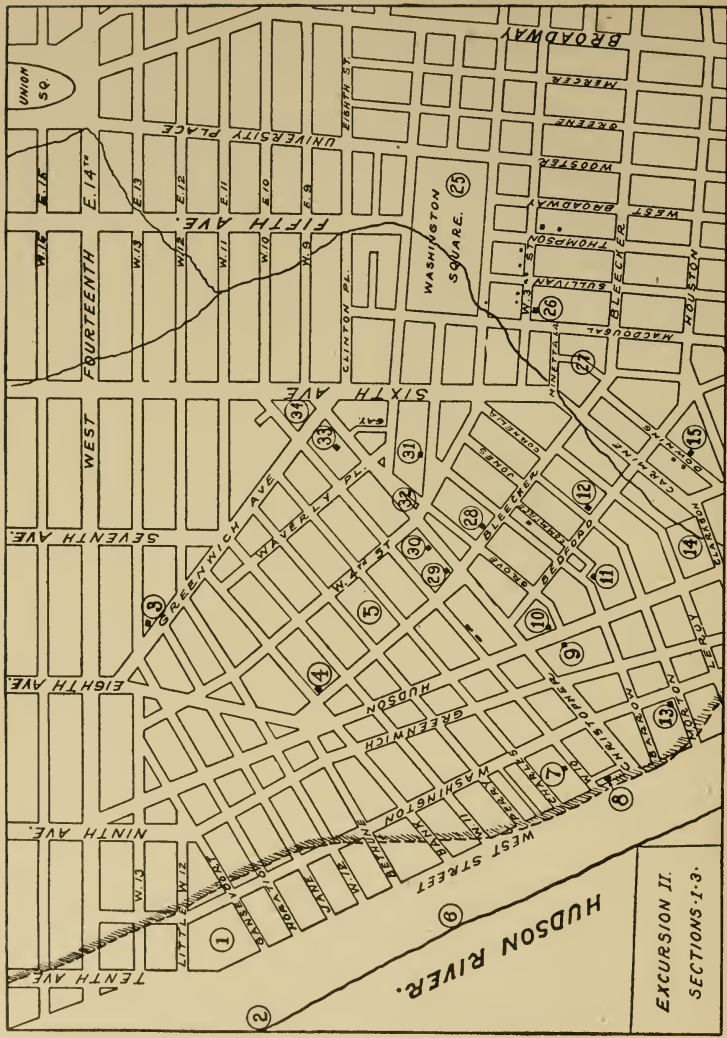 UNION
SQ.
BROADWAY
MERCER
GREENE
WOOSTER
WEST
BROADWAY
THOMPSON
SULLIVAN
MACDOUGAL
EIGHTH ST.
UNIVERSITY PLACE
E.15
E.14TH
E.13
E.12
E.11
E.10
E.9
FIFTH AVE.
W.13
W.12
W.11
W.10
W.9
WEST FOURTEENTH
WASHINGTON
SQUARE.
25
W.3 ST.
BLEECKER
HOUSTON
26
CLINTON PL.
MINETTA LA
27
SIXTH AVE
34
33
GAY.
31
32
CORNELIA
JONES
BLEECKER
CARMINE
DOWNING
15
28
12
COMMERCE
BEDFORD
GROVE
CLARKSON
14
SEVENTH AVE.
GREENWICH AVE
WAVERLY PL.
W. 4TH ST
30
29
11
10
3
5
EIGHTH AVE.
4
HUDSON
GREENWICH
9
CHRISTOPHER
BARROW
MORTON
LEROY
13
WASHINGTON
W.10
CHARLES
PERRY
W.11
7
8
NINTH AVE
W.13
LITTLE W.12
GANSEVOORT
HORATIO
JANE
W.12
BETHUNE
BANK
WEST STREET
1
TENTH AVE
6
2
HUDSON RIVER.
EXCURSION II.
SECTIONS·1·3·